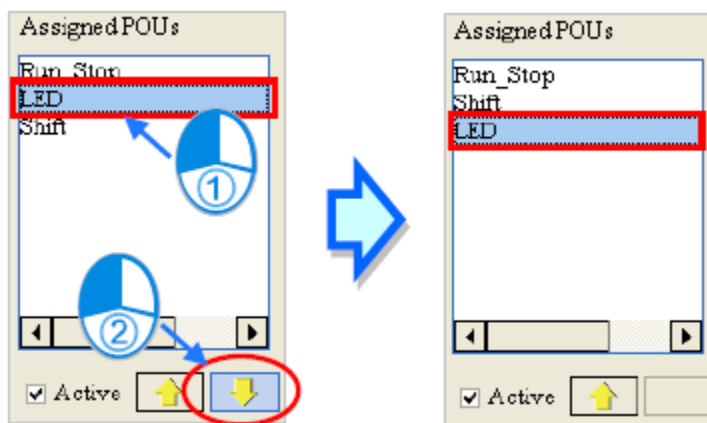 Assigned POUs
Run_Stop
LED
Shift
1
2
Active
Assigned POUs
Run_Stop
Shift
LED
Active